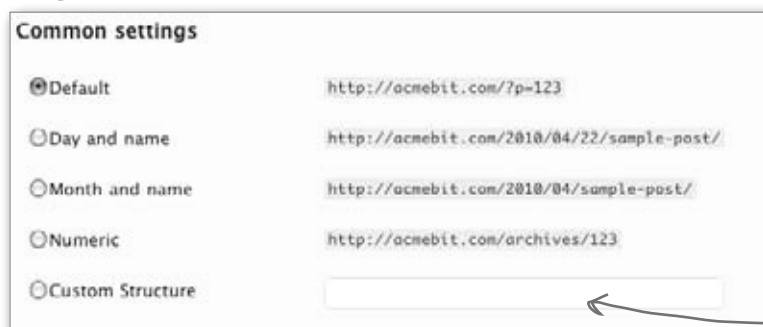 Common settings
Default http://acmebit.com/?p=123
Day and name http://acmebit.com/2010/04/22/sample-post/
Month and name http://acmebit.com/2010/04/sample-post/
Numeric http://acmebit.com/archives/123
Custom Structure